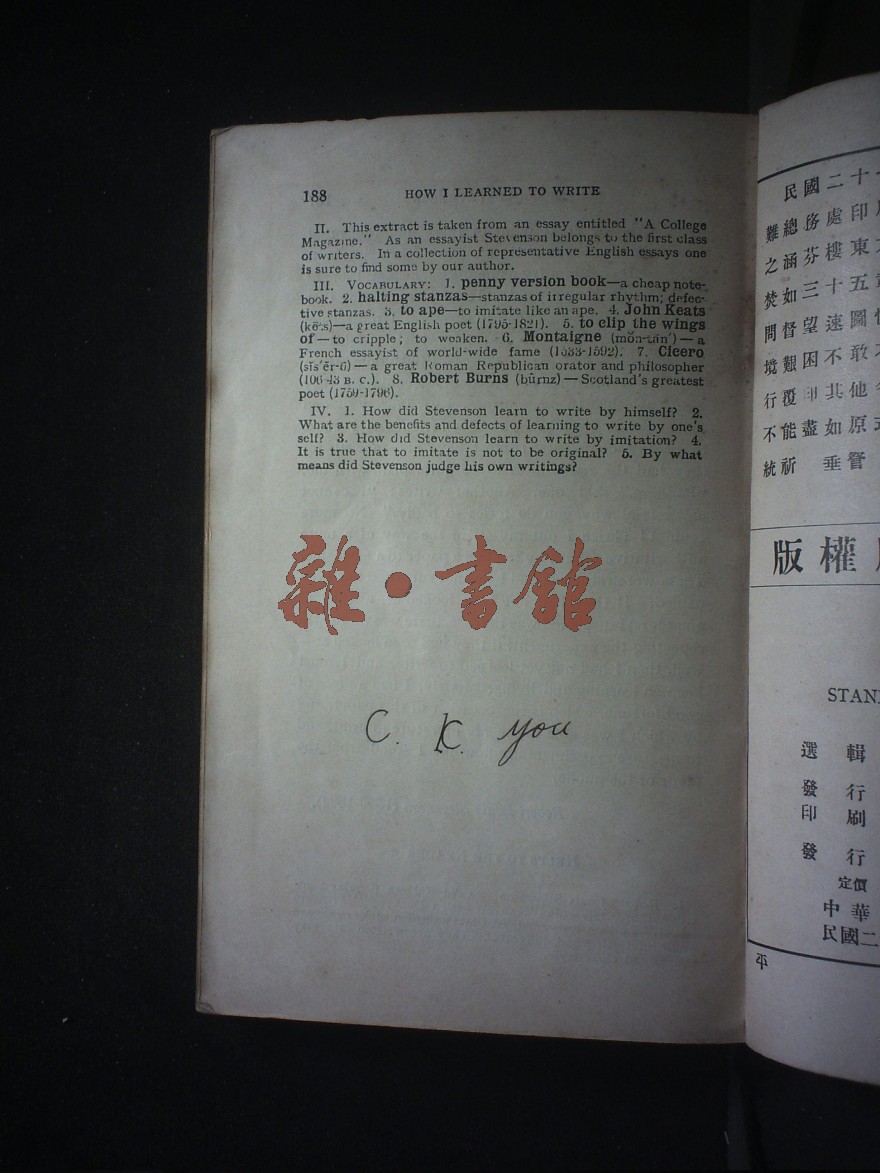 188 HOW I LEARNED TO WRITE
II. This extract is taken from an essay entitled "A College
Magazine." As an essayist Stevenson belongs to the first class
of writers. In a collection of representative English essays one
is sure to find some by our author.
III. VOCABULARY: 1. penny version book—a cheap note-
book. 2. halting stanzas—stanzas of irregular rhythm; defec-
tive stanzas. 3. to ape—to imitate like an ape. 4. John Keats
(kēts)—a great English poet (1795-1821). 5. to clip the wings
of—to cripple; to weaken. 6. Montaigne (mŏn-tān′)—a
French essayist of world-wide fame (1533-1592). 7. Cicero
(sĭs′ēr-ō)—a great Roman Republican orator and philosopher
(106-43 B. C.). 8. Robert Burns (bûrnz)—Scotland's greatest
poet (1759-1796).
IV. 1. How did Stevenson learn to write by himself? 2.
What are the benefits and defects of learning to write by one's
self? 3. How did Stevenson learn to write by imitation? 4.
It is true that to imitate is not to be original? 5. By what
means did Stevenson judge his own writings?
雜·書館
C. K. you
民國二十
難總務處印
之涵芬樓東
焚如三十五
問督望速圖
境艱困不敢
行覆印其他
不能盡如原
統祈 垂詧
版權
STAN
選輯
發行
印刷
發行
定價
中華
民國二
平